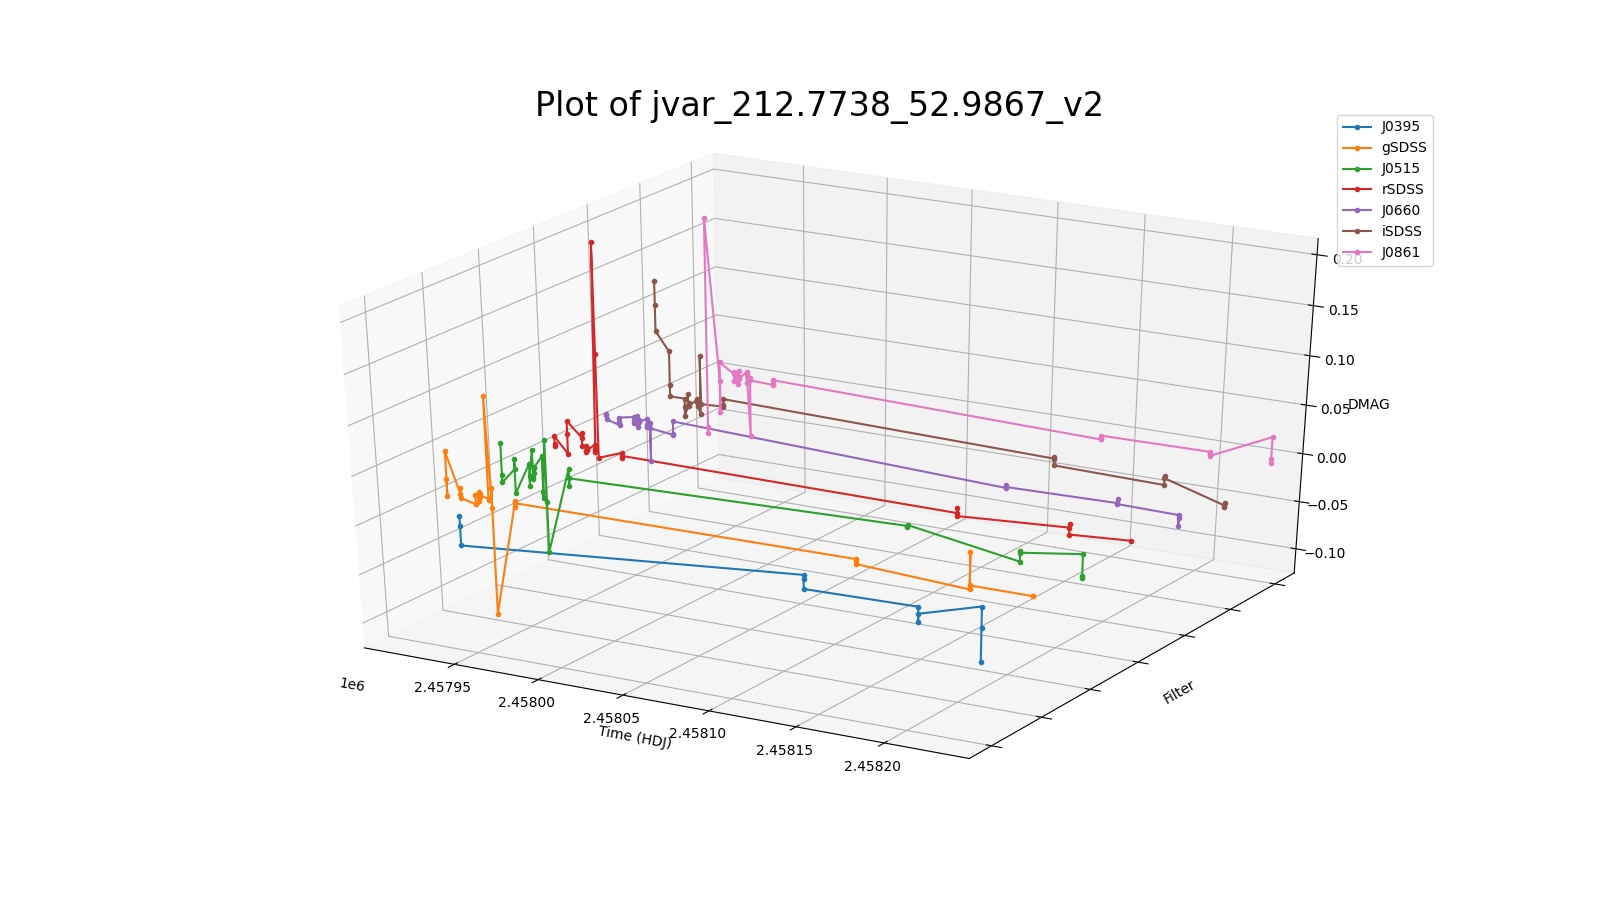 Plot of jvar_212.7738_52.9867_v2
J0395
gSDSS
J0515
rSDSS
J0660
iSDSS
J0861
0.20
0.15
0.10
0.05
DMAG
0.00
−0.05
−0.10
Filter
1e6
2.45795
2.45800
2.45805
2.45810
2.45815
2.45820
Time (HDJ)